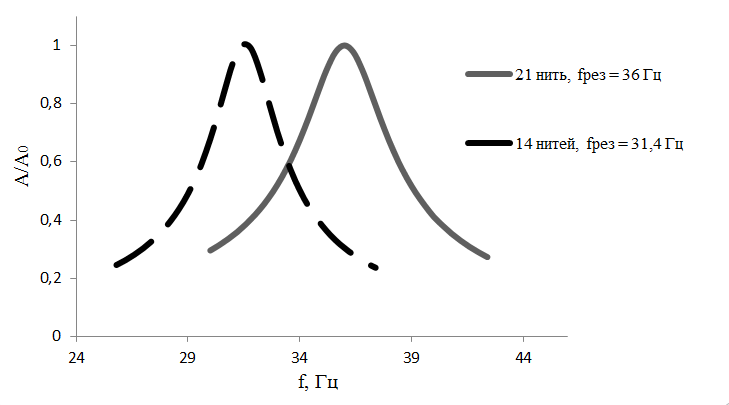 1
0,8
0,6
0,4
0,2
0
A/A0
24
29
34
39
44
f, Гц
21 нить, fрез = 36 Гц
14 нитей, fрез = 31,4 Гц